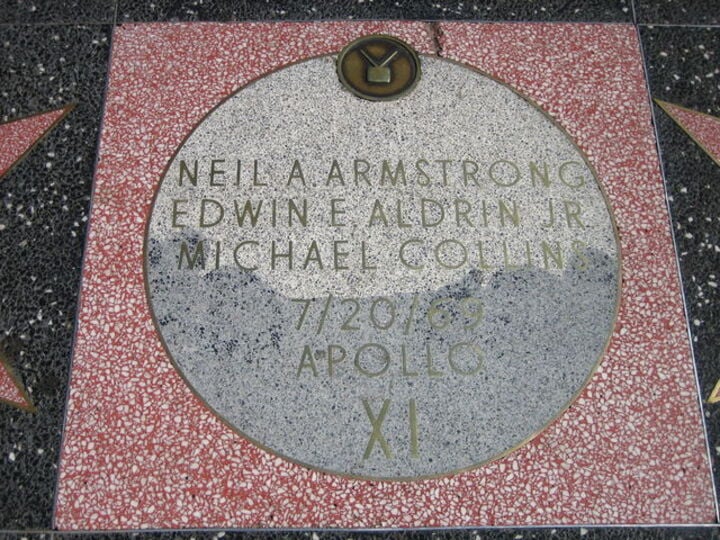 NEIL A ARMSTRONG
EDWIN E ALDRIN JR
MICHAEL COLLINS
7/20/69
APOLLO
XI